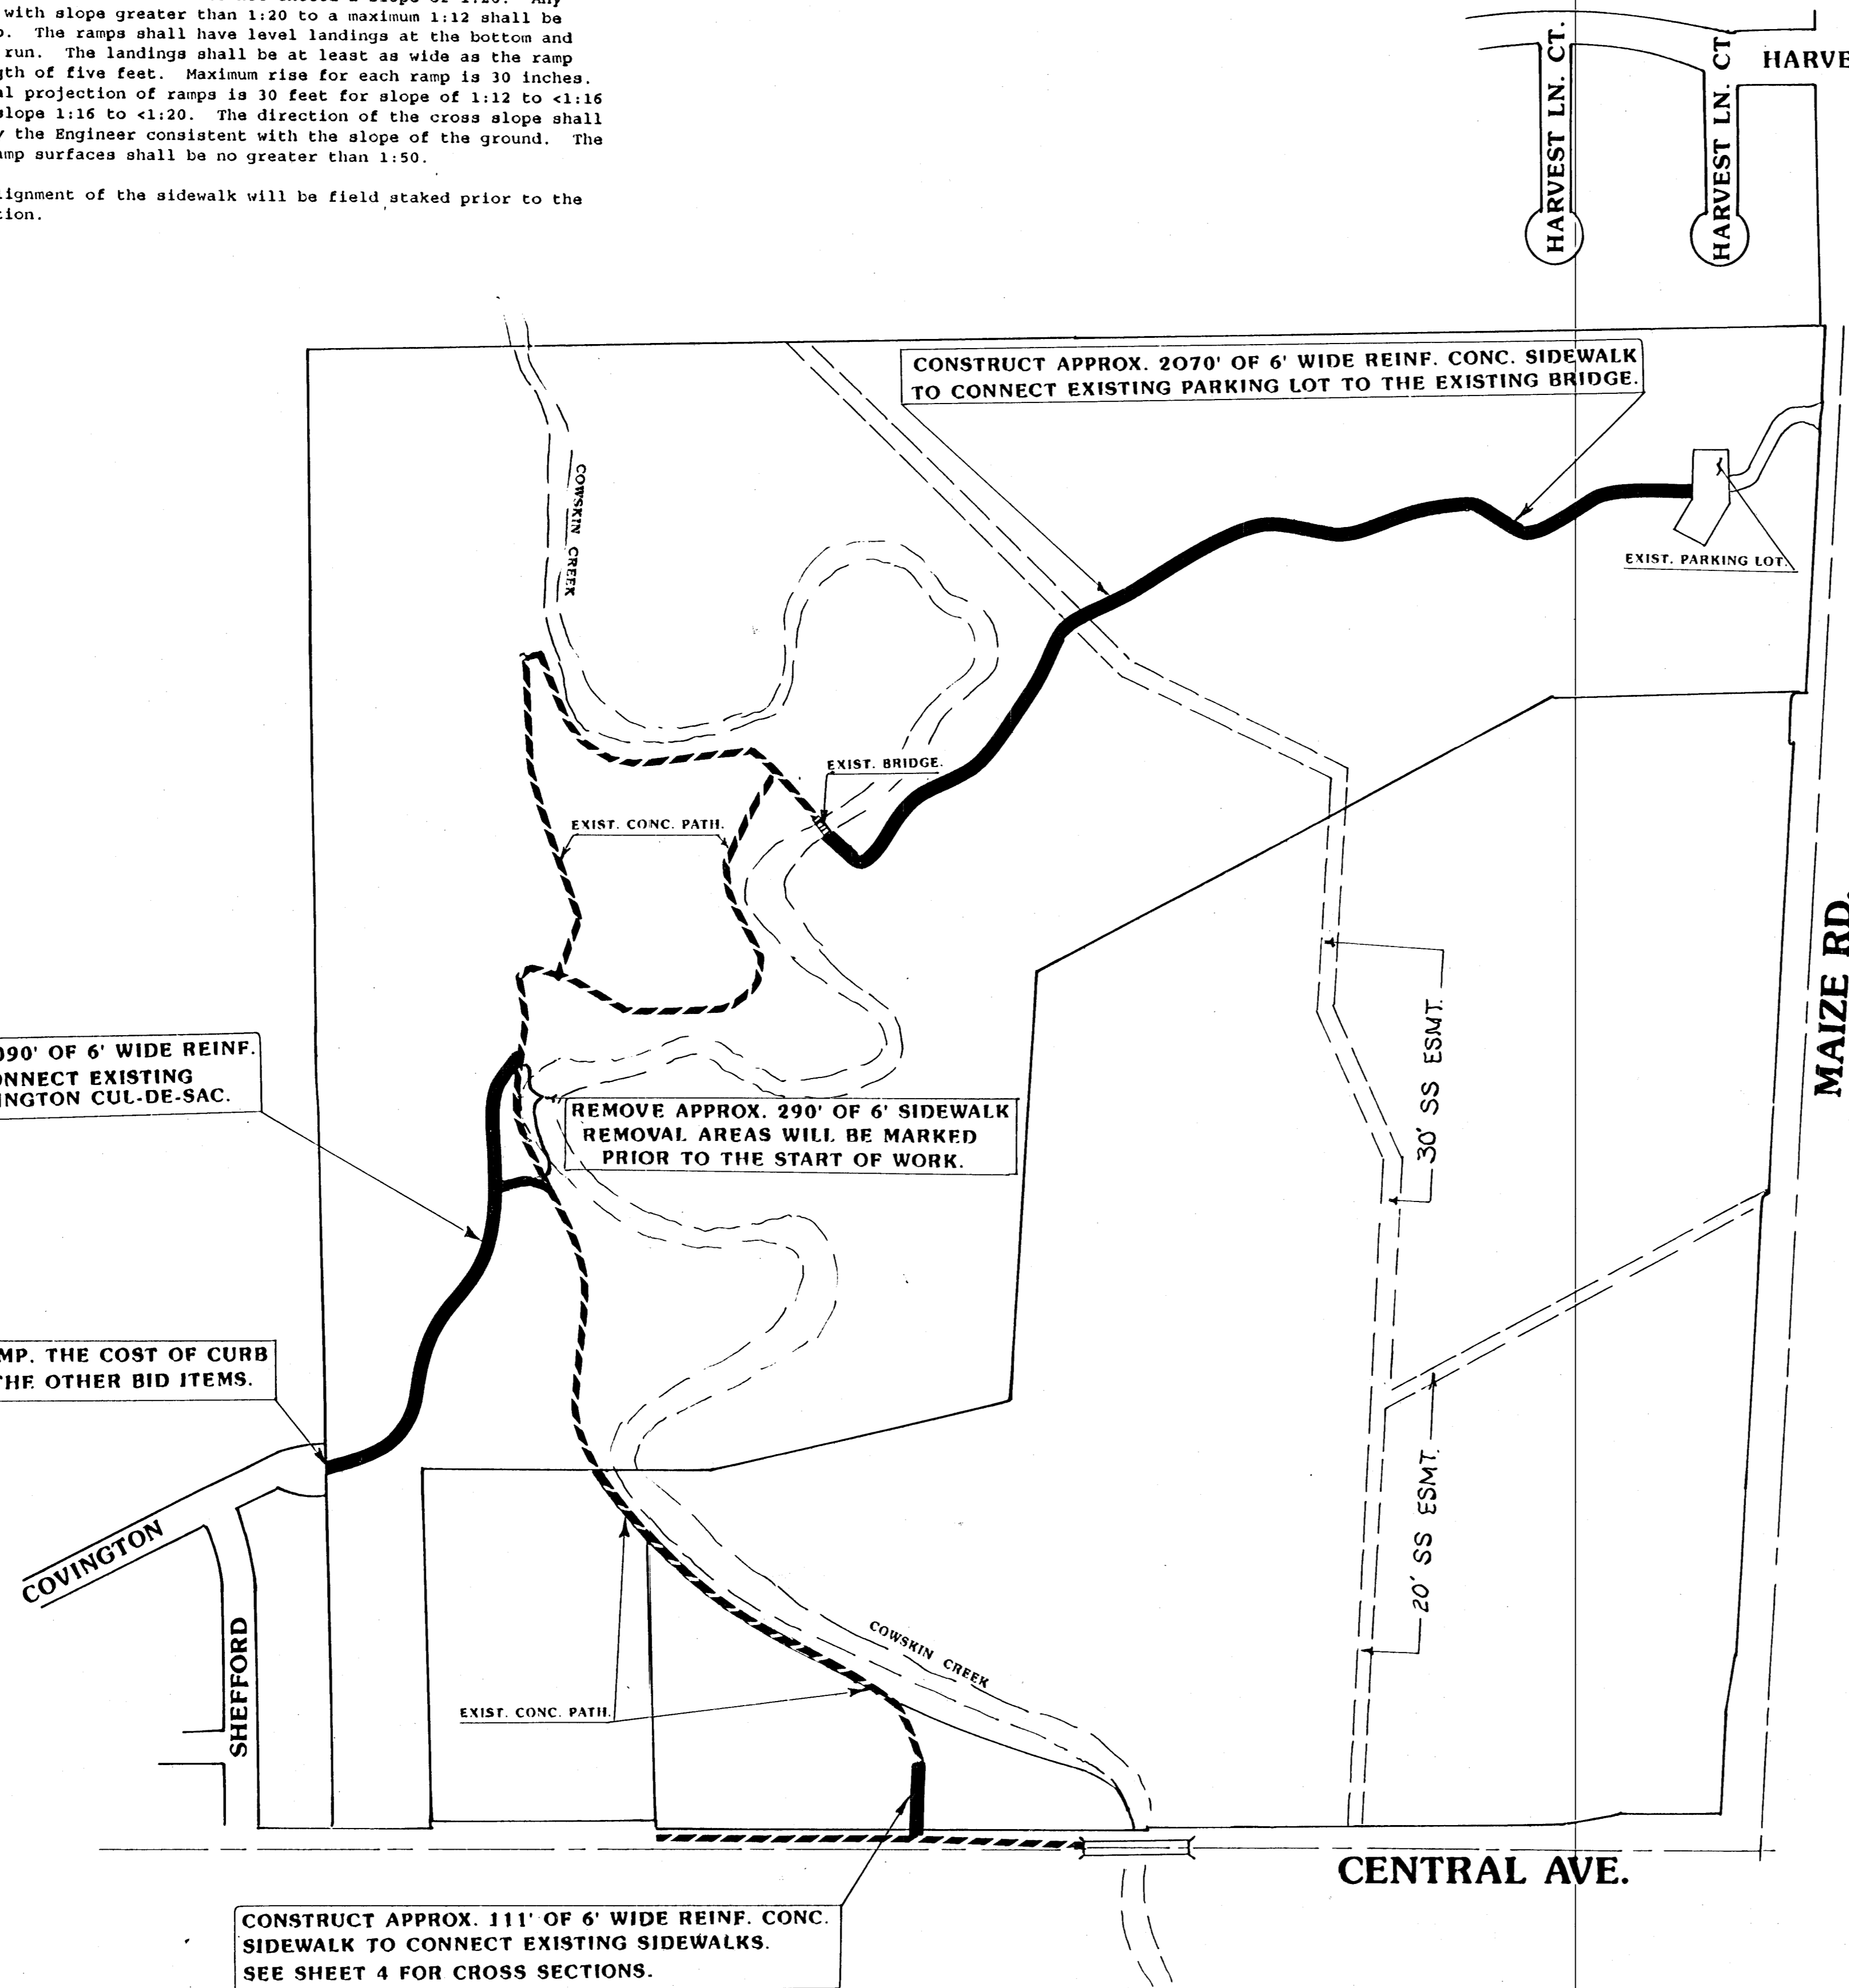 with slope greater than 1:20 to a maximum 1:12 shall be
The ramps shall have level landings at the bottom and
run. The landings shall be at least as wide as the ramp
of five feet. Maximum rise for each ramp is 30 inches.
projection of ramps is 30 feet for slope of 1:12 to <1:16
slope 1:16 to <1:20. The direction of the cross slope shall
the Engineer consistent with the slope of the ground. The
surfaces shall be no greater than 1:50.
of the sidewalk will be field staked prior to the
HARVEST LN. CT.
HARVEST LN. CT
HARVE
CONSTRUCT APPROX. 2070' OF 6' WIDE REINF. CONC. SIDEWALK
TO CONNECT EXISTING PARKING LOT TO THE EXISTING BRIDGE.
COWSKIN CREEK
EXIST. PARKING LOT.
EXIST. BRIDGE.
EXIST. CONC. PATH.
MAIZE RD.
30' SS ESMT.
090' OF 6' WIDE REINF.
ONNECT EXISTING
INGTON CUL-DE-SAC.
REMOVE APPROX. 290' OF 6' SIDEWALK
REMOVAL AREAS WILL BE MARKED
PRIOR TO THE START OF WORK.
MP. THE COST OF CURB
THE OTHER BID ITEMS.
20' SS ESMT.
COVINGTON
SHEFFORD
COWSKIN CREEK
EXIST. CONC. PATH.
CENTRAL AVE.
CONSTRUCT APPROX. 111' OF 6' WIDE REINF. CONC.
SIDEWALK TO CONNECT EXISTING SIDEWALKS.
SEE SHEET 4 FOR CROSS SECTIONS.